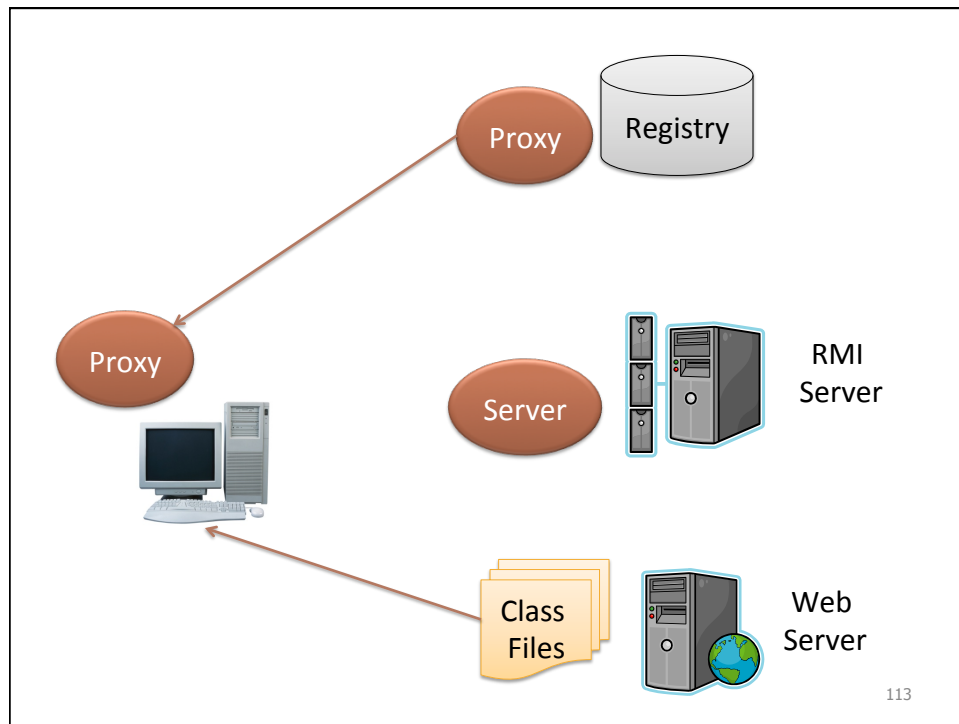 Proxy
Registry
Proxy
Server
RMI
Server
Class
Files
Web
Server
113